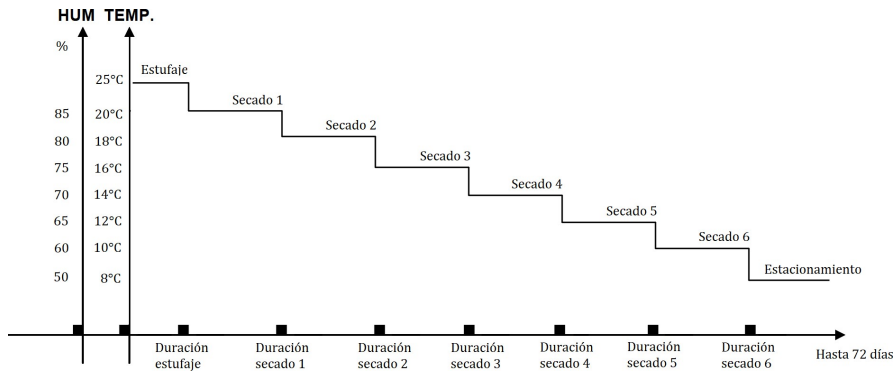 HUM TEMP.
%
25°C Estufaje
85 20°C Secado 1
80 18°C Secado 2
75 16°C Secado 3
70 14°C Secado 4
65 12°C Secado 5
60 10°C Secado 6
50 8°C Estacionamiento
Duración estufaje
Duración secado 1
Duración secado 2
Duración secado 3
Duración secado 4
Duración secado 5
Duración secado 6
Hasta 72 días